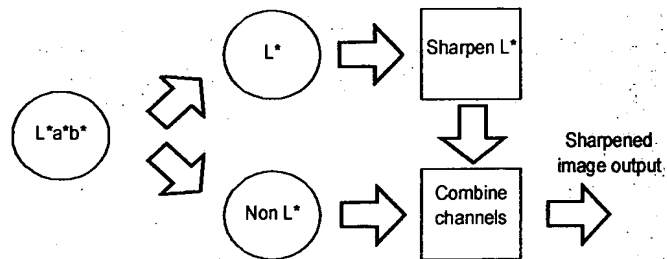 L*
Sharpen L*
L*a*b*
Sharpened
image output
Non L*
Combine
channels